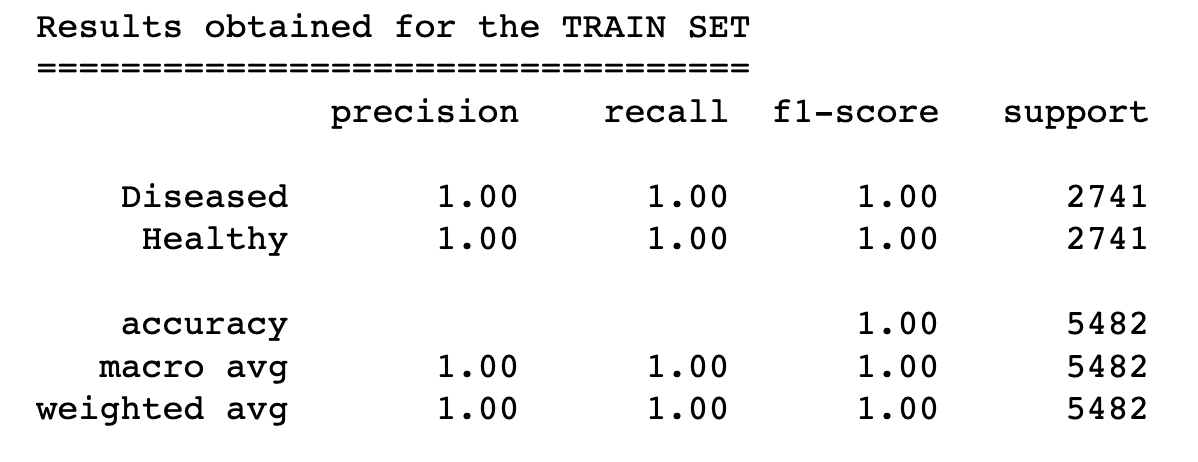 Results obtained for the TRAIN SET
==================================
precision recall f1-score support
Diseased 1.00 1.00 1.00 2741
Healthy 1.00 1.00 1.00 2741
accuracy 1.00 5482
macro avg 1.00 1.00 1.00 5482
weighted avg 1.00 1.00 1.00 5482